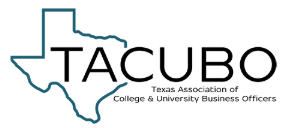 TACUBO
Texas Association of
College & University Business Officers